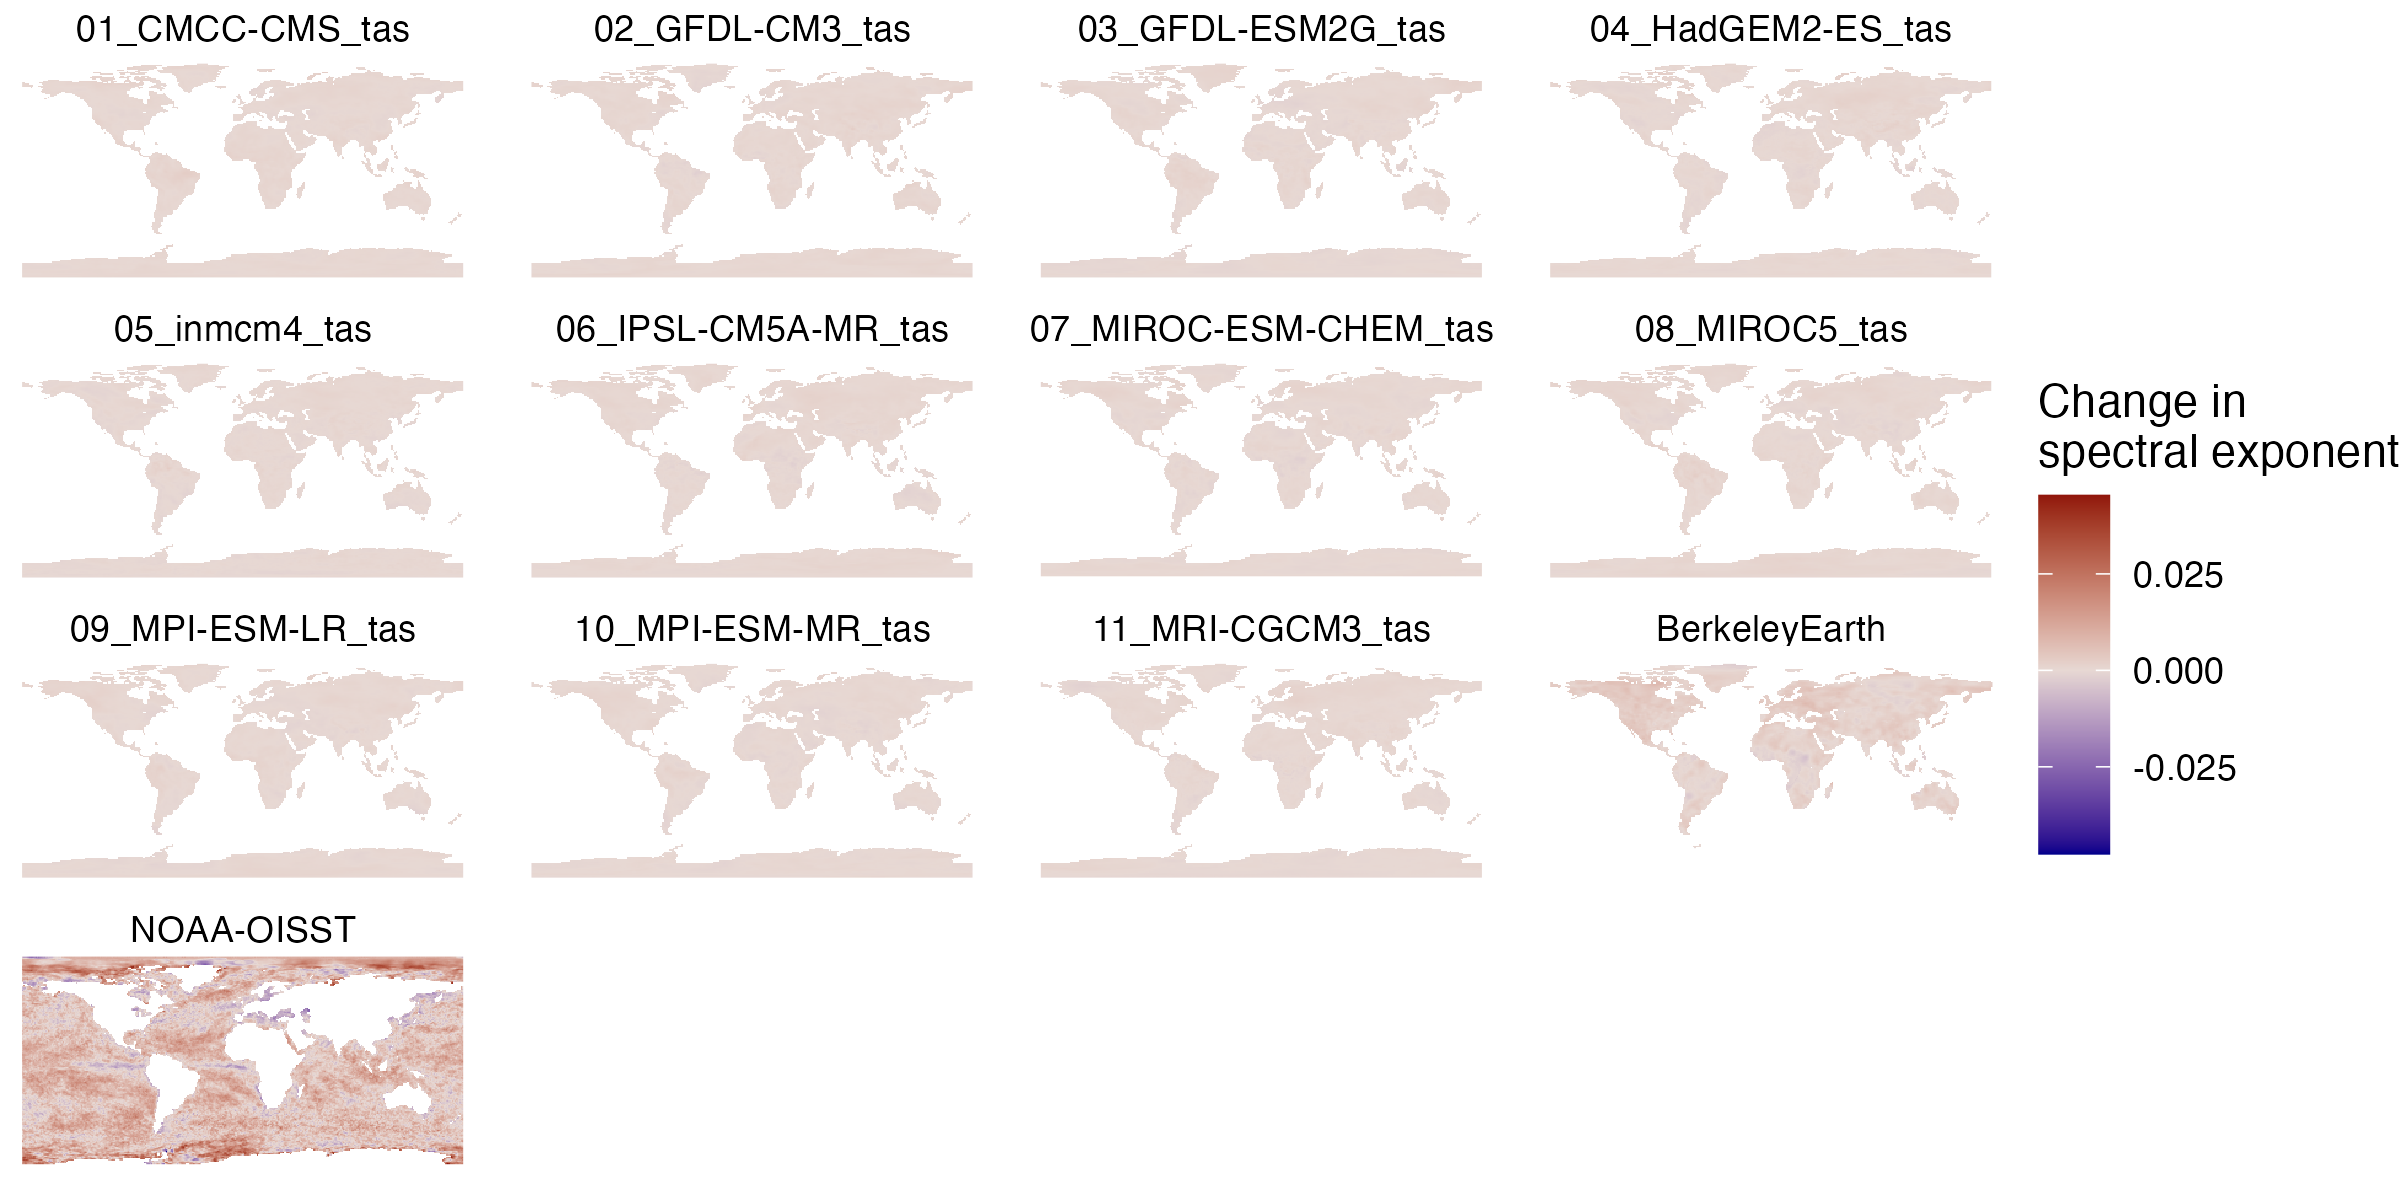 01_CMCC-CMS_tas
02_GFDL-CM3_tas
03_GFDL-ESM2G_tas
04_HadGEM2-ES_tas
05_inmcm4_tas
06_IPSL-CM5A-MR_tas
07_MIROC-ESM-CHEM_tas
08_MIROC5_tas
09_MPI-ESM-LR_tas
10_MPI-ESM-MR_tas
11_MRI-CGCM3_tas
BerkeleyEarth
NOAA-OISST
Change in
spectral exponent
0.025
0.000
-0.025